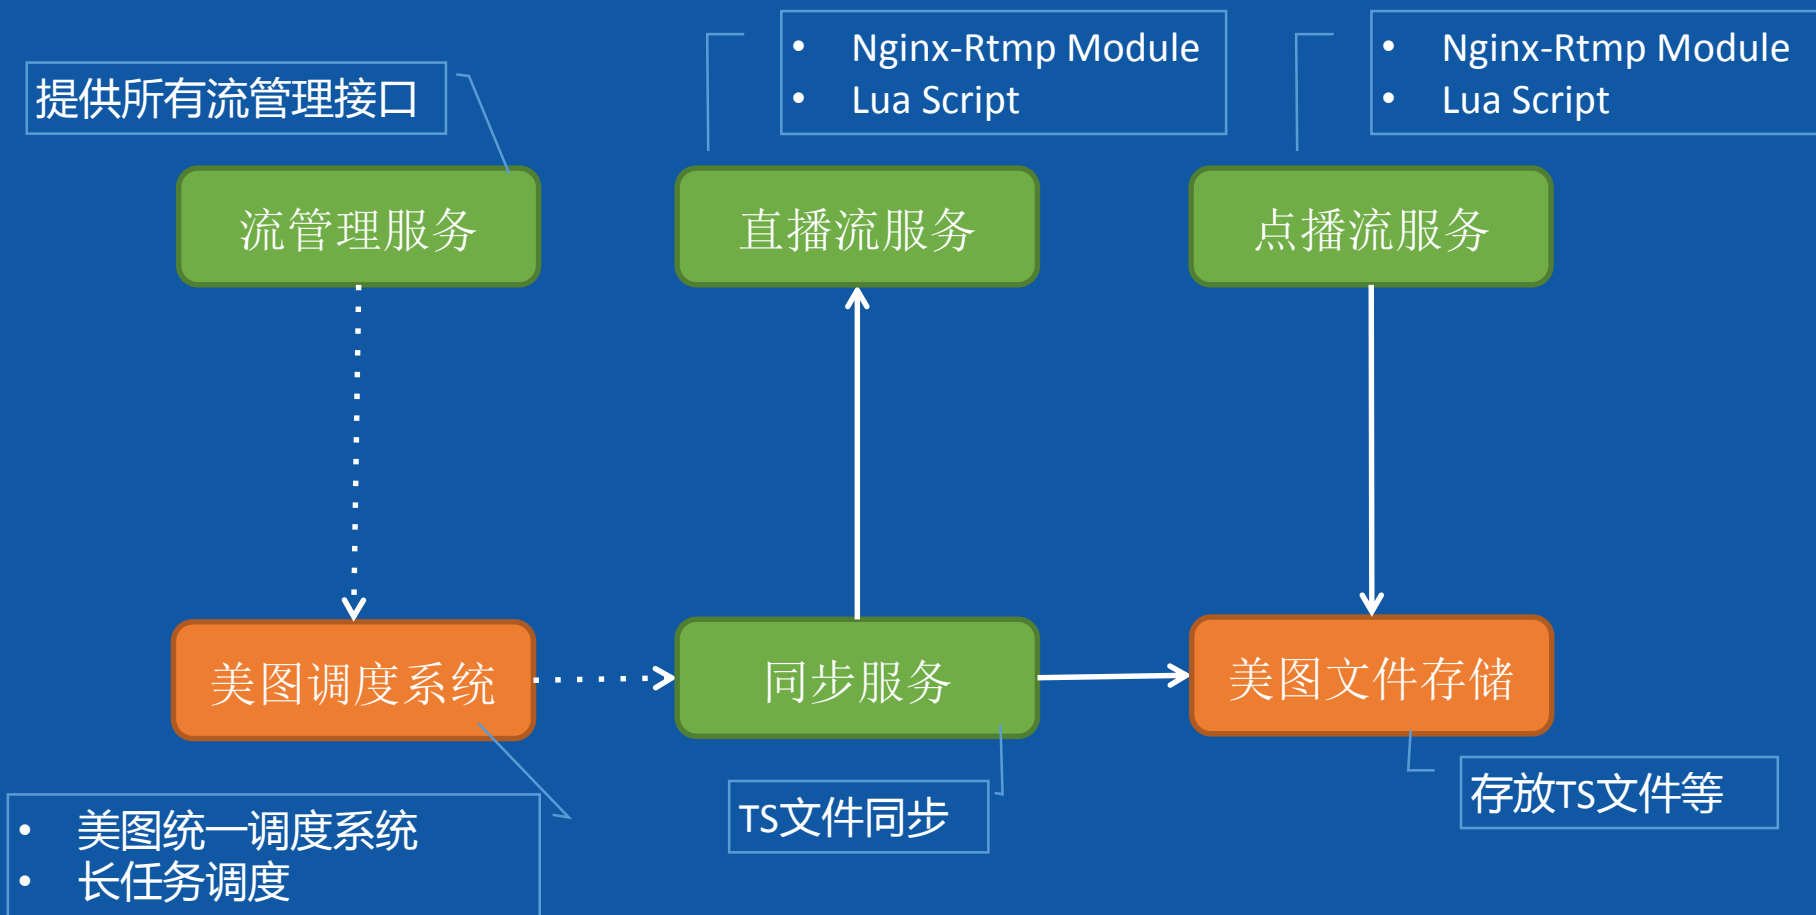 提供所有流管理接口
• Nginx-Rtmp Module
• Lua Script
• Nginx-Rtmp Module
• Lua Script
流管理服务
直播流服务
点播流服务
美图调度系统
同步服务
美图文件存储
• 美图统一调度系统
• 长任务调度
TS文件同步
存放TS文件等